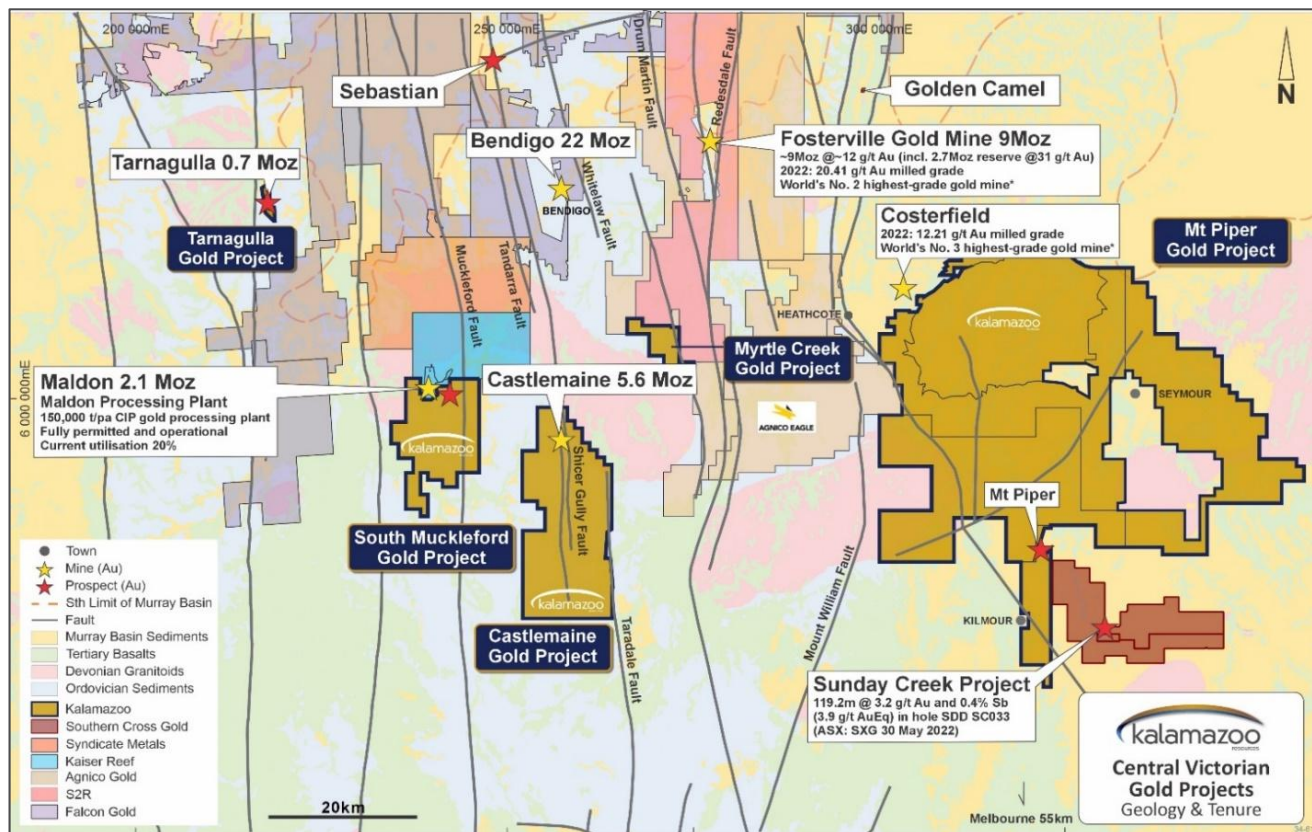 200 000mE
250 000mE
300 000mE
6 000 000mE
N
Sebastian
Drum Martin Fault
Redesdale Fault
Golden Camel
Bendigo 22 Moz
BENDIGO
Whitelaw Fault
Fosterville Gold Mine 9Moz
~9Moz @~12 g/t Au (incl. 2.7Moz reserve @31 g/t Au)
2022: 20.41 g/t Au milled grade
World's No. 2 highest-grade gold mine*
Tarnagulla 0.7 Moz
Tarnagulla
Gold Project
Costerfield
2022: 12.21 g/t Au milled grade
World's No. 3 highest-grade gold mine*
Mt Piper
Gold Project
Muckleford Fault
Tandarra Fault
HEATHCOTE
kalamazoo
Myrtle Creek
Gold Project
Maldon 2.1 Moz
Maldon Processing Plant
150,000 t/pa CIP gold processing plant
Fully permitted and operational
Current utilisation 20%
Castlemaine 5.6 Moz
AGNICO EAGLE
SEYMOUR
kalamazoo
Shicer Gully Fault
South Muckleford
Gold Project
Mt Piper
kalamazoo
Castlemaine
Gold Project
Taradale Fault
Mount William Fault
KILMOUR
Sunday Creek Project
119.2m @ 3.2 g/t Au and 0.4% Sb
(3.9 g/t AuEq) in hole SDD SC033
(ASX: SXG 30 May 2022)
Town
Mine (Au)
Prospect (Au)
Sth Limit of Murray Basin
Fault
Murray Basin Sediments
Tertiary Basalts
Devonian Granitoids
Ordovician Sediments
Kalamazoo
Southern Cross Gold
Syndicate Metals
Kaiser Reef
Agnico Gold
S2R
Falcon Gold
20km
Melbourne 55km
kalamazoo
RESOURCES
Central Victorian
Gold Projects
Geology & Tenure